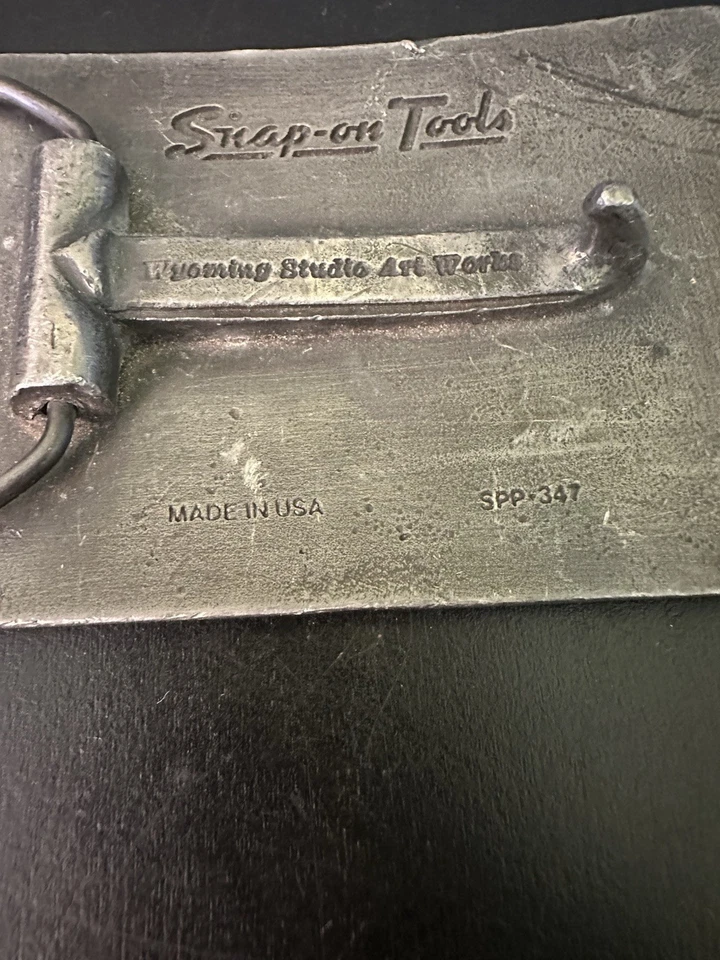 Snap-on Tools
Wyoming Studio Art Works
MADE IN USA
SPP-347